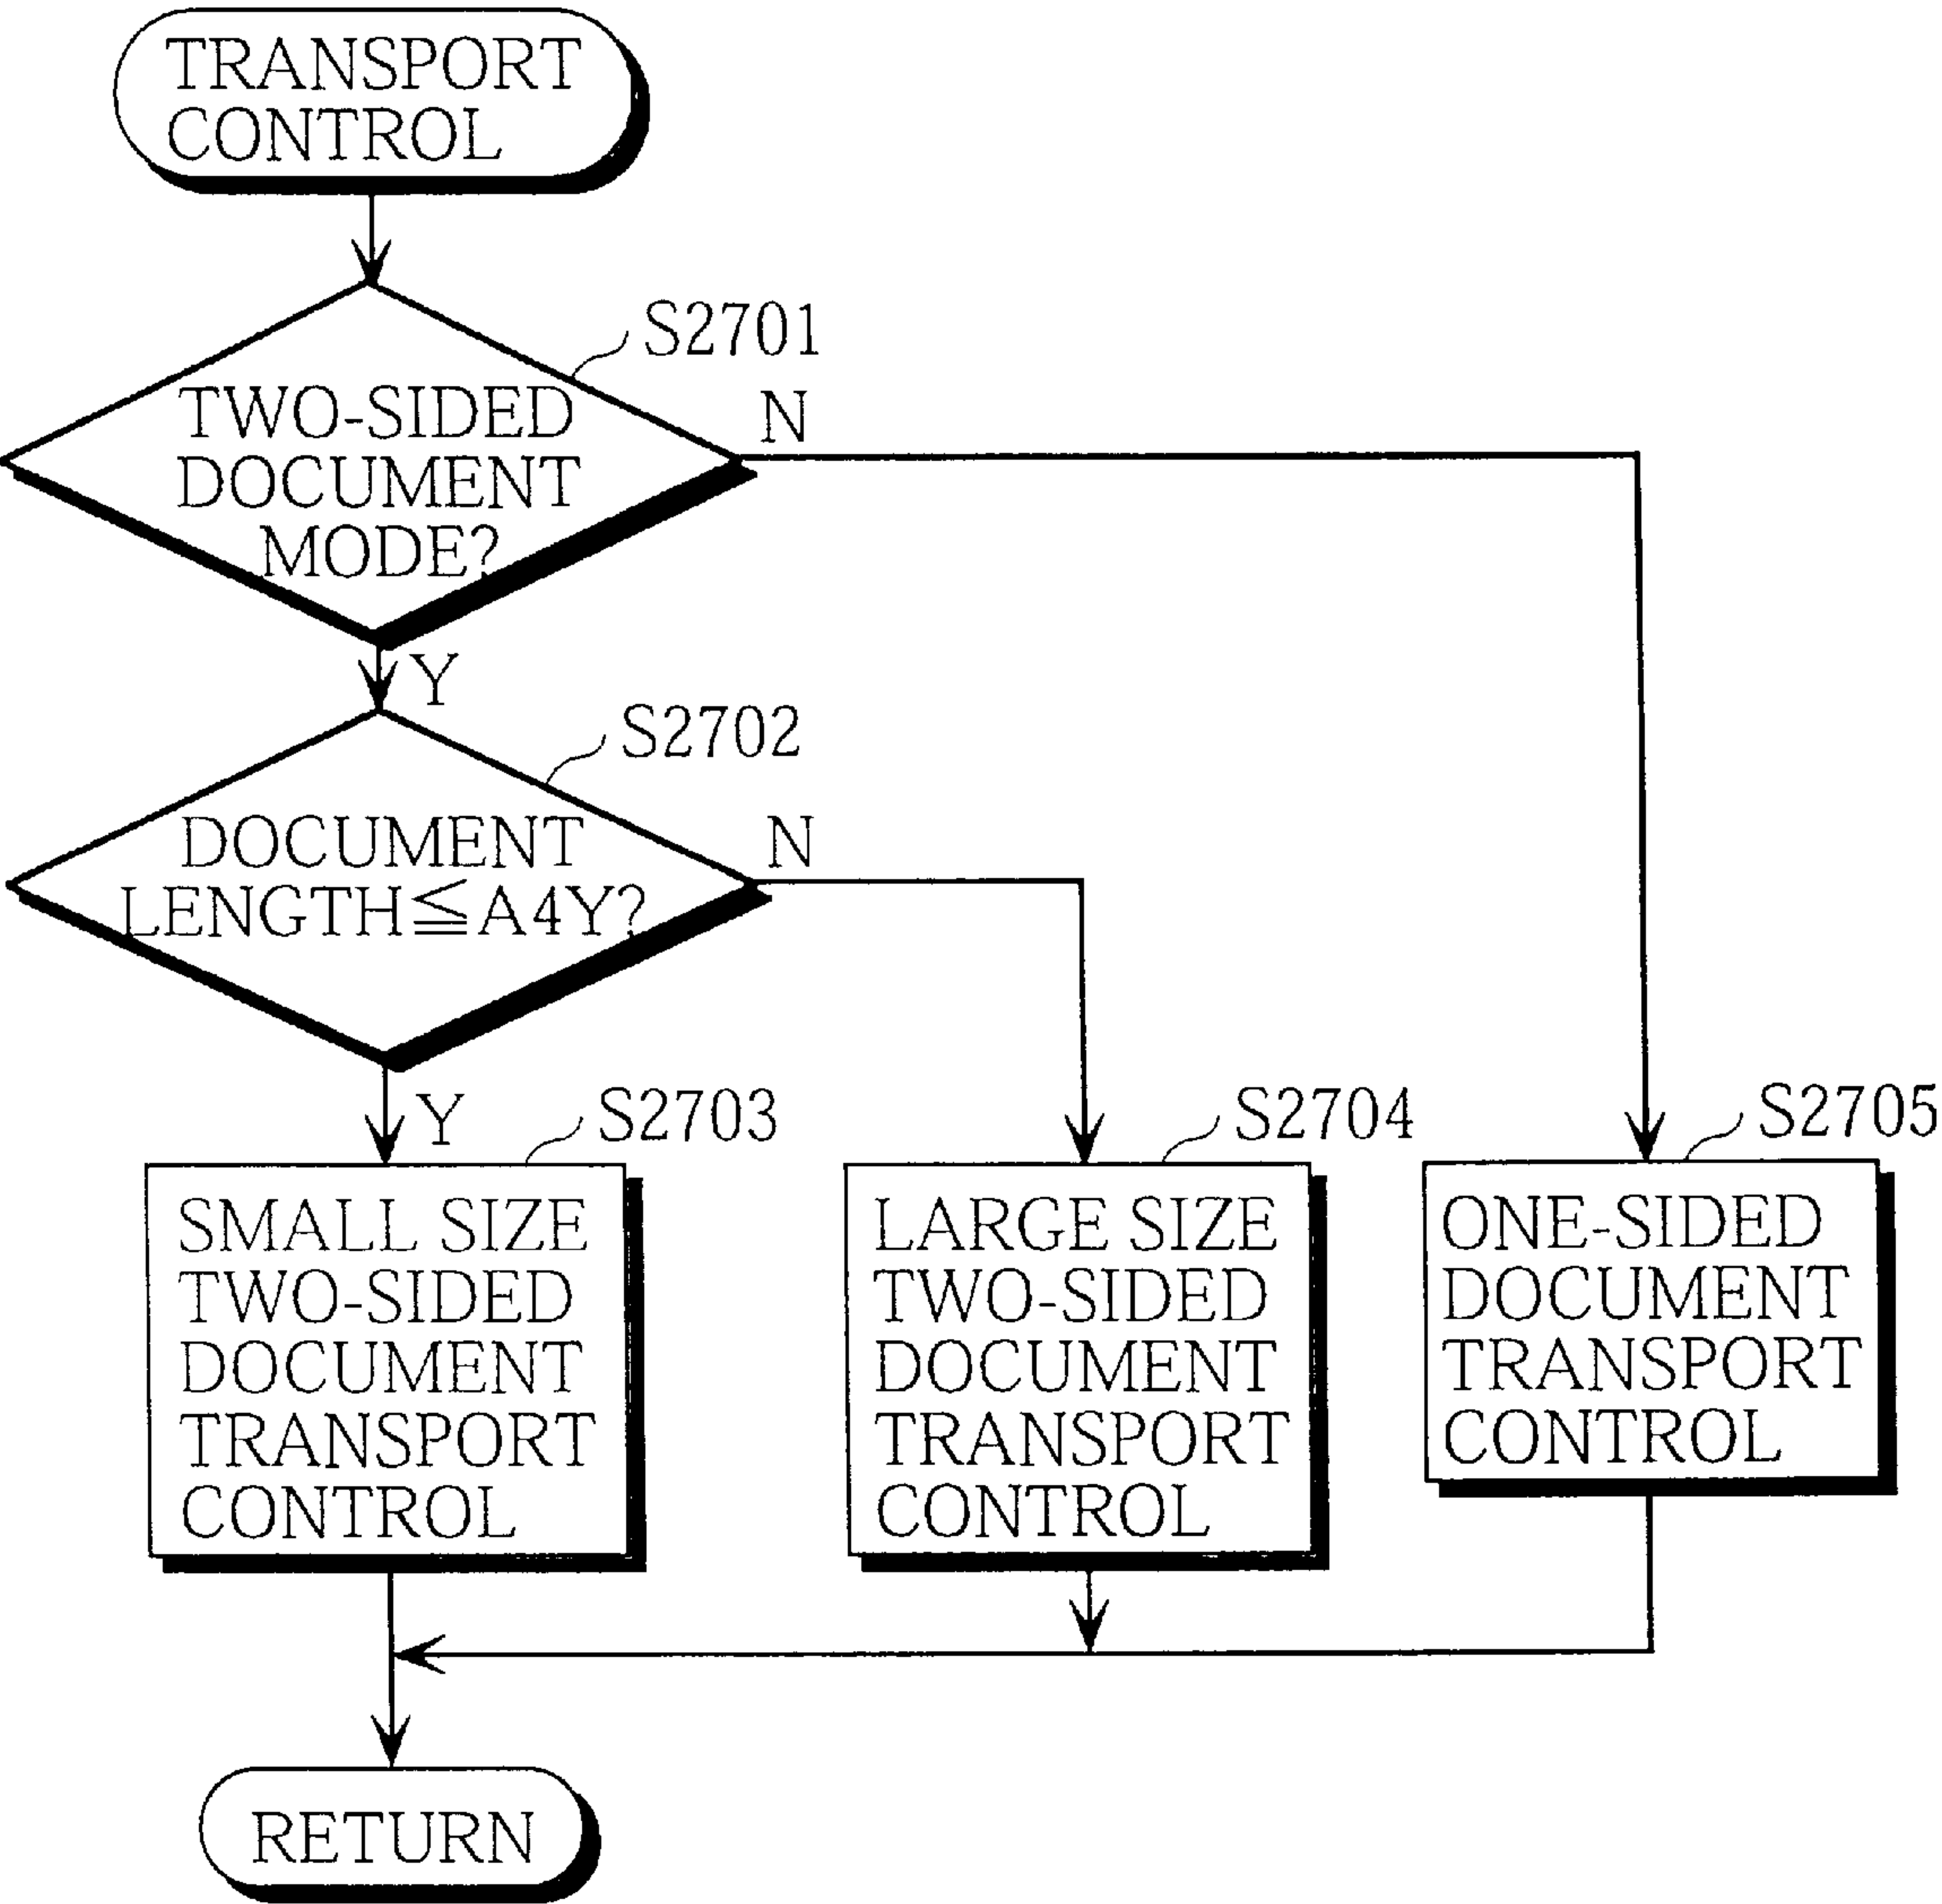 TRANSPORT
CONTROL
S2701
TWO-SIDED
DOCUMENT
MODE?
N
Y
S2702
DOCUMENT
LENGTH≦A4Y?
N
Y
S2703
SMALL SIZE
TWO-SIDED
DOCUMENT
TRANSPORT
CONTROL
S2704
LARGE SIZE
TWO-SIDED
DOCUMENT
TRANSPORT
CONTROL
S2705
ONE-SIDED
DOCUMENT
TRANSPORT
CONTROL
RETURN